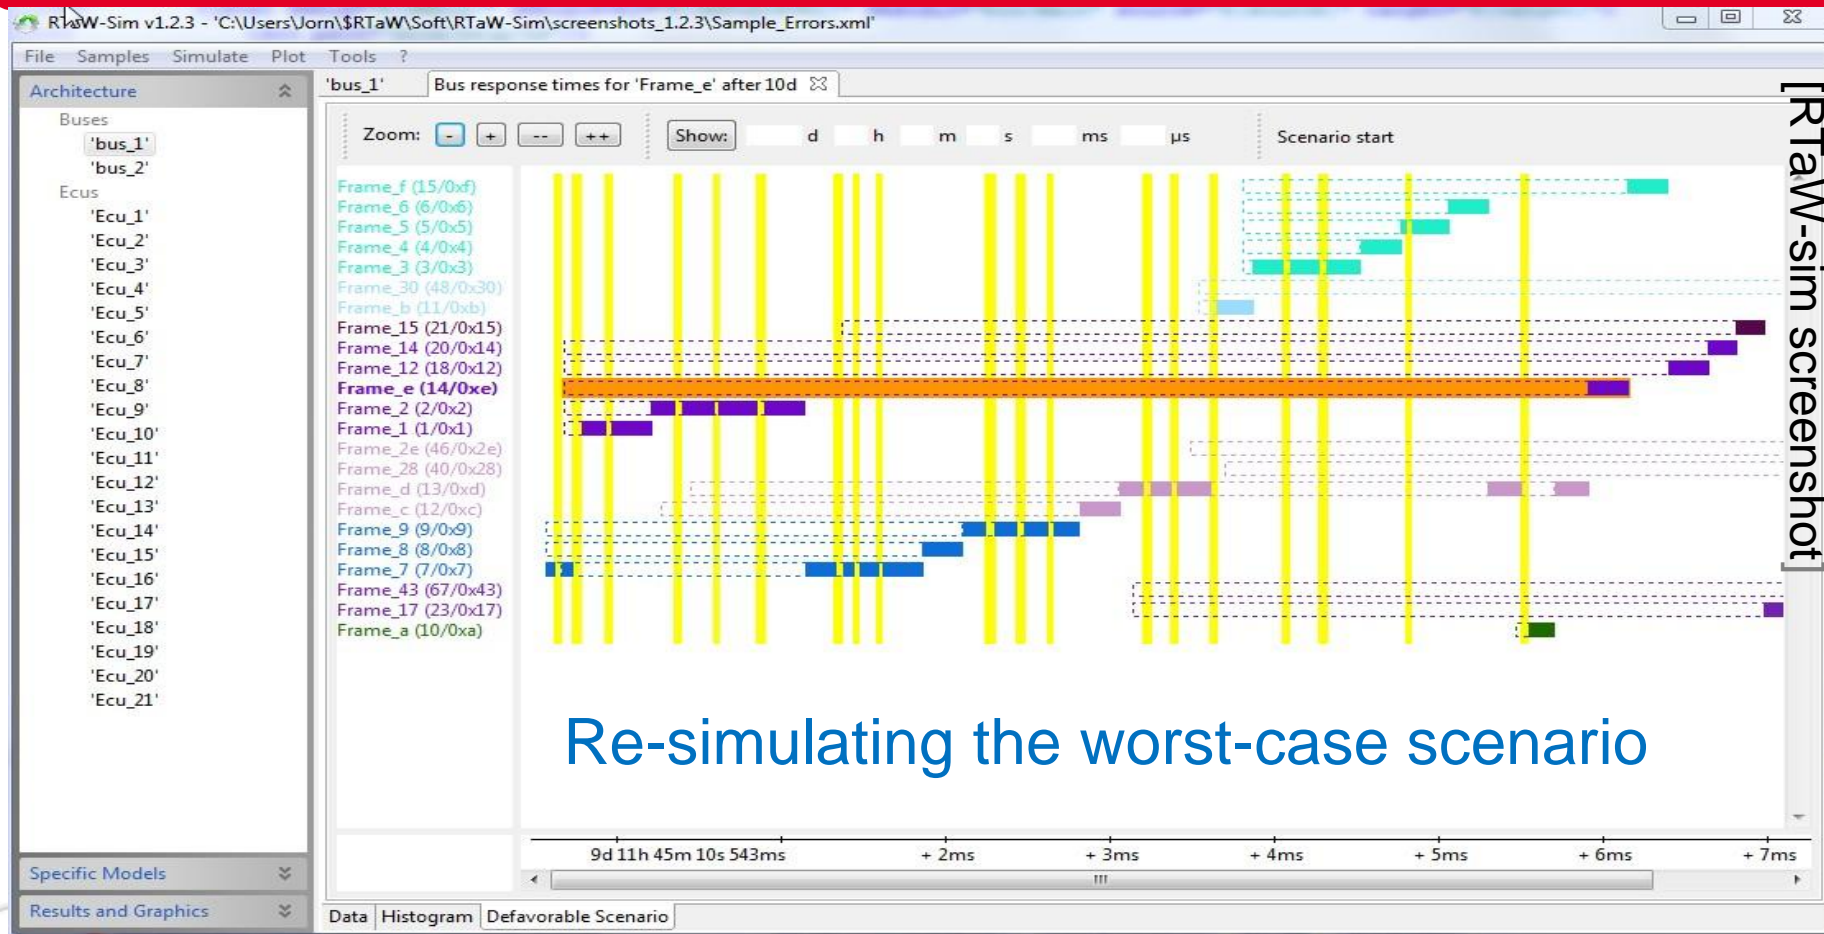 RTaW-Sim v1.2.3 - 'C:\Users\Jorn\$RTaW\Soft\RTaW-Sim\screenshots_1.2.3\Sample_Errors.xml'
File Samples Simulate Plot Tools ?
Architecture
Buses
'bus_1'
'bus_2'
Ecus
'Ecu_1'
'Ecu_2'
'Ecu_3'
'Ecu_4'
'Ecu_5'
'Ecu_6'
'Ecu_7'
'Ecu_8'
'Ecu_9'
'Ecu_10'
'Ecu_11'
'Ecu_12'
'Ecu_13'
'Ecu_14'
'Ecu_15'
'Ecu_16'
'Ecu_17'
'Ecu_18'
'Ecu_19'
'Ecu_20'
'Ecu_21'
Specific Models
Results and Graphics
'bus_1' Bus response times for 'Frame_e' after 10d
Zoom: - + -- ++ Show: d h m s ms µs Scenario start
Frame_f (15/0xf)
Frame_6 (6/0x6)
Frame_5 (5/0x5)
Frame_4 (4/0x4)
Frame_3 (3/0x3)
Frame_30 (48/0x30)
Frame_b (11/0xb)
Frame_15 (21/0x15)
Frame_14 (20/0x14)
Frame_12 (18/0x12)
Frame_e (14/0xe)
Frame_2 (2/0x2)
Frame_1 (1/0x1)
Frame_2e (46/0x2e)
Frame_28 (40/0x28)
Frame_d (13/0xd)
Frame_c (12/0xc)
Frame_9 (9/0x9)
Frame_8 (8/0x8)
Frame_7 (7/0x7)
Frame_43 (67/0x43)
Frame_17 (23/0x17)
Frame_a (10/0xa)
Re-simulating the worst-case scenario
9d 11h 45m 10s 543ms + 2ms + 3ms + 4ms + 5ms + 6ms + 7ms
Data Histogram Defavorable Scenario
[RTaW-sim screenshot]